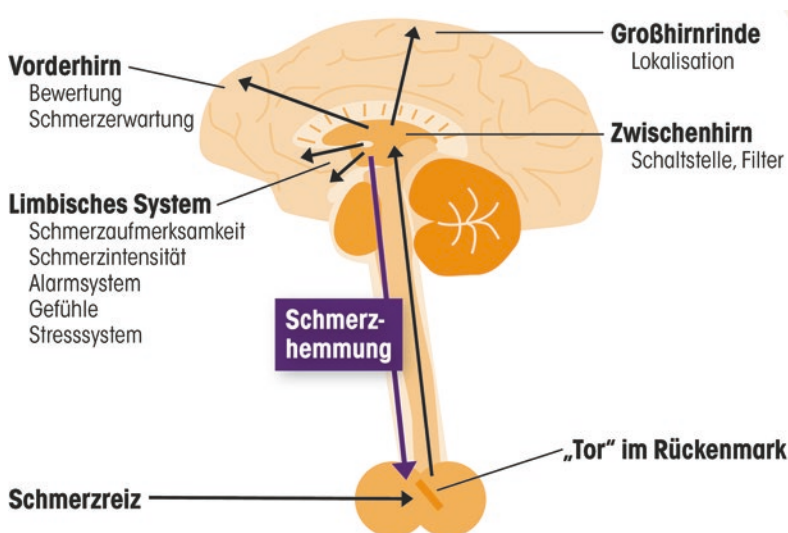 Großhirnrinde
Lokalisation
Vorderhirn
Bewertung
Schmerzerwartung
Zwischenhirn
Schaltstelle, Filter
Limbisches System
Schmerzaufmerksamkeit
Schmerzintensität
Alarmsystem
Gefühle
Stresssystem
Schmerz-
hemmung
„Tor“ im Rückenmark
Schmerzreiz